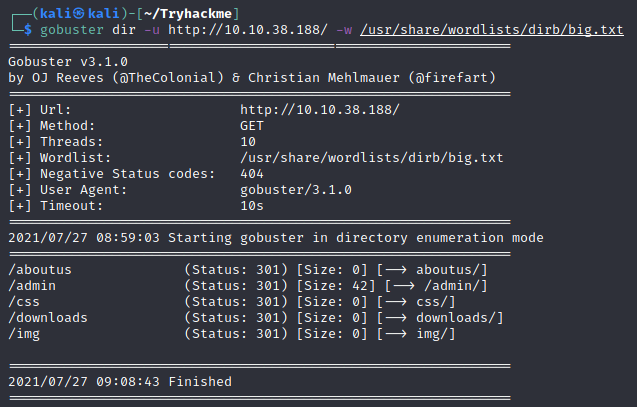 ┌──(kali㉿kali)-[~/Tryhackme]
└─$ gobuster dir -u http://10.10.38.188/ -w /usr/share/wordlists/dirb/big.txt
===============================================================
Gobuster v3.1.0
by OJ Reeves (@TheColonial) & Christian Mehlmauer (@firefart)
===============================================================
[+] Url:                     http://10.10.38.188/
[+] Method:                  GET
[+] Threads:                 10
[+] Wordlist:                /usr/share/wordlists/dirb/big.txt
[+] Negative Status codes:   404
[+] User Agent:              gobuster/3.1.0
[+] Timeout:                 10s
===============================================================
2021/07/27 08:59:03 Starting gobuster in directory enumeration mode
===============================================================
/aboutus              (Status: 301) [Size: 0] [--> aboutus/]
/admin                (Status: 301) [Size: 42] [--> /admin/]
/css                  (Status: 301) [Size: 0] [--> css/]
/downloads            (Status: 301) [Size: 0] [--> downloads/]
/img                  (Status: 301) [Size: 0] [--> img/]

===============================================================
2021/07/27 09:08:43 Finished
===============================================================